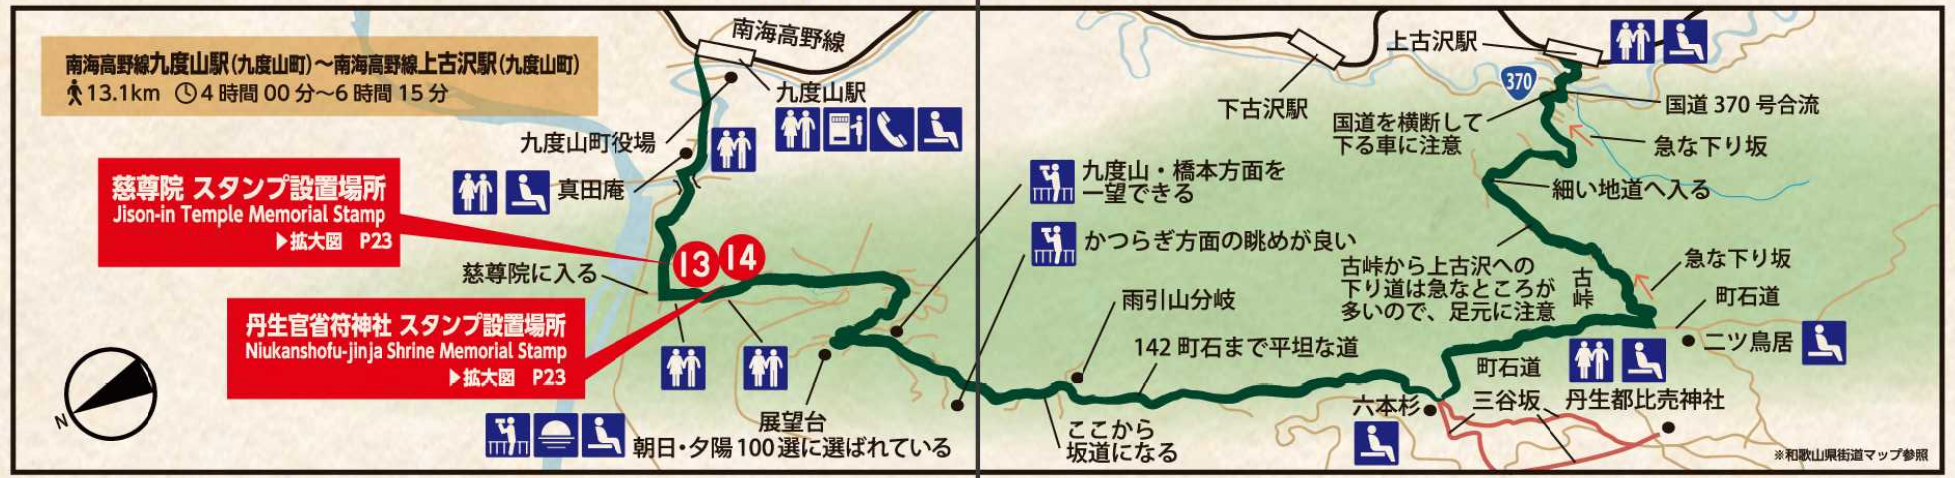 南海高野線九度山駅(九度山町)〜南海高野線上古沢駅(九度山町)
13.1km 4時間00分〜6時間15分
南海高野線
九度山駅
九度山町役場
真田庵
慈尊院 スタンプ設置場所
Jison-in Temple Memorial Stamp
▶拡大図 P23
慈尊院に入る
13
14
丹生官省符神社 スタンプ設置場所
Niukanshofu-jinja Shrine Memorial Stamp
▶拡大図 P23
N
展望台
朝日・夕陽100選に選ばれている
九度山・橋本方面を
一望できる
かつらぎ方面の眺めが良い
雨引山分岐
142町石まで平坦な道
ここから
坂道になる
下古沢駅
上古沢駅
370
国道370号合流
国道を横断して
下る車に注意
急な下り坂
細い地道へ入る
古峠から上古沢への
下り道は急なところが
多いので、足元に注意
古峠
急な下り坂
町石道
二ツ鳥居
町石道
六本杉
三谷坂
丹生都比売神社
※和歌山県街道マップ参照